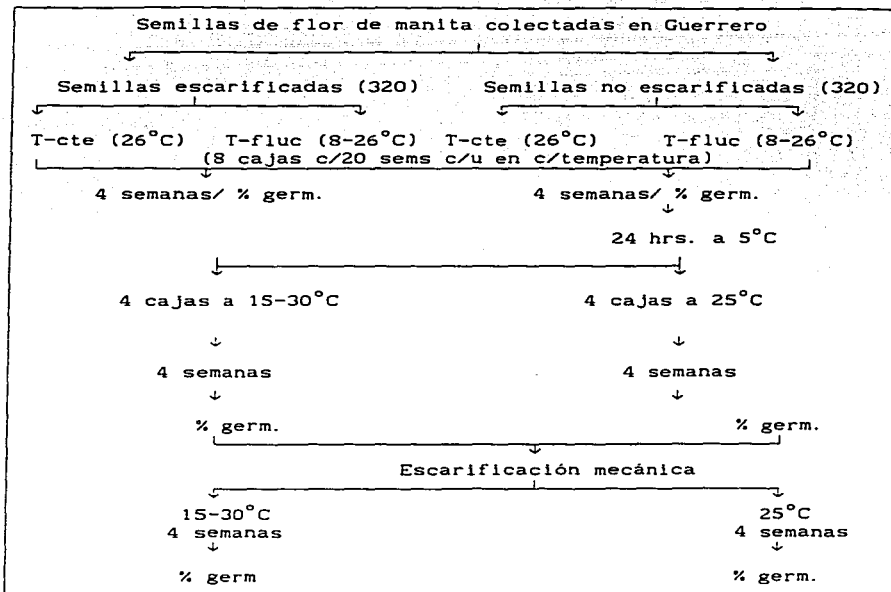 Semillas de flor de manita colectadas en Guerrero
Semillas escarificadas (320) Semillas no escarificadas (320)
T-cte (26°C) T-fluc (8-26°C) T-cte (26°C) T-fluc (8-26°C)
(8 cajas c/20 sems c/u en c/temperatura)
4 semanas/ % germ. 4 semanas/ % germ.
24 hrs. a 5°C
4 cajas a 15-30°C 4 cajas a 25°C
4 semanas 4 semanas
% germ. % germ.
Escarificación mecánica
15-30°C 25°C
4 semanas 4 semanas
% germ % germ.